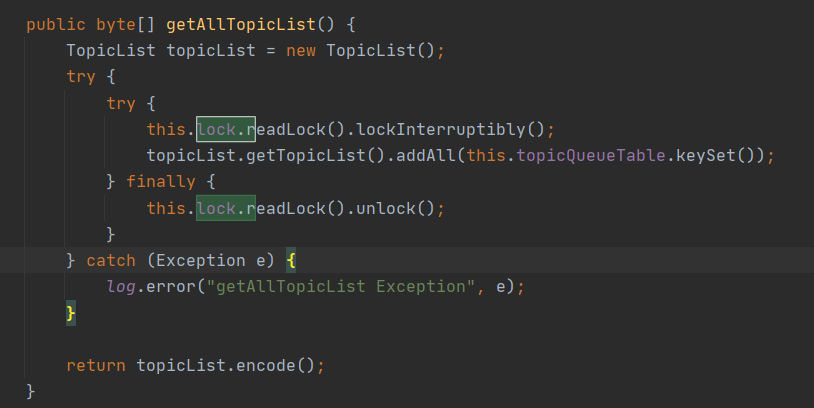 public byte[] getAllTopicList() {
    TopicList topicList = new TopicList();
    try {
        try {
            this.lock.readLock().lockInterruptibly();
            topicList.getTopicList().addAll(this.topicQueueTable.keySet());
        } finally {
            this.lock.readLock().unlock();
        }
    } catch (Exception e) {
        log.error("getAllTopicList Exception", e);
    }

    return topicList.encode();
}